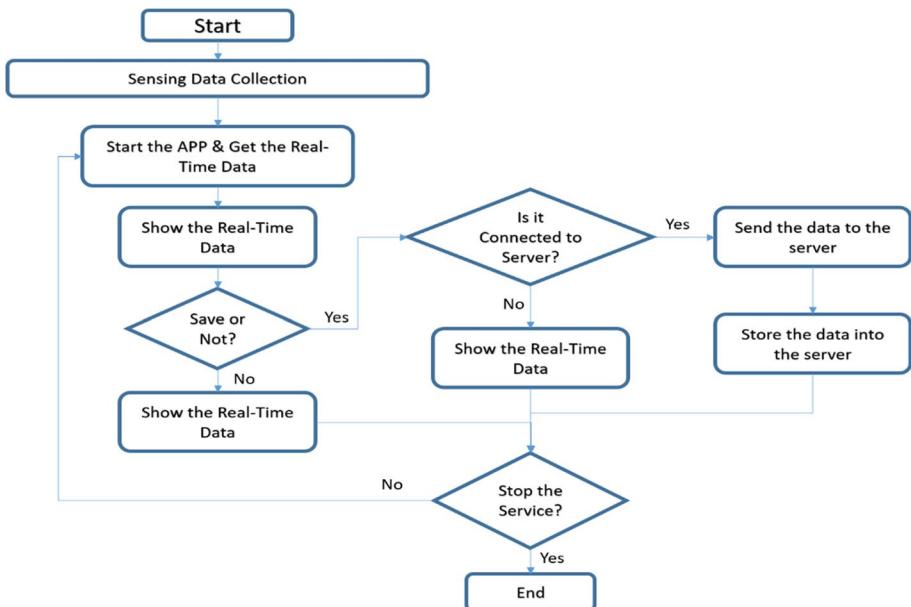 Start
Sensing Data Collection
Start the APP & Get the Real-
Time Data
Show the Real-Time
Data
Save or
Not?
Yes
No
Show the Real-Time
Data
Is it
Connected to
Server?
Yes
No
Send the data to the
server
Show the Real-Time
Data
Store the data into
the server
No
Stop the
Service?
Yes
End